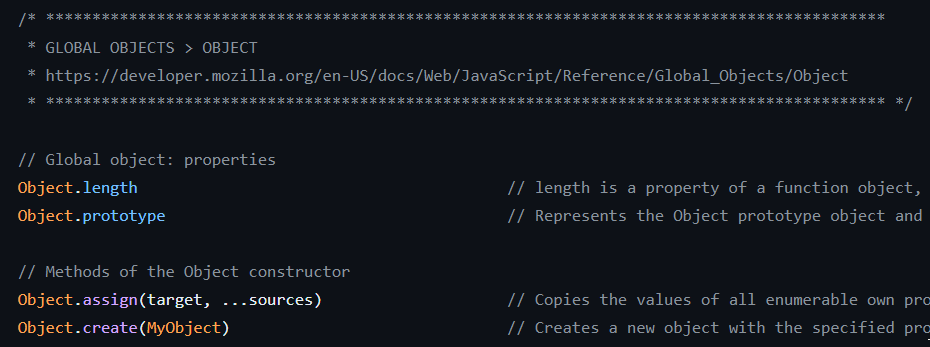 /* *******************************************************************************************
* GLOBAL OBJECTS > OBJECT
* https://developer.mozilla.org/en-US/docs/Web/JavaScript/Reference/Global_Objects/Object
* ******************************************************************************************* */
// Global object: properties
Object.length // length is a property of a function object,
Object.prototype // Represents the Object prototype object and
// Methods of the Object constructor
Object.assign(target, ...sources) // Copies the values of all enumerable own pro
Object.create(MyObject) // Creates a new object with the specified pro